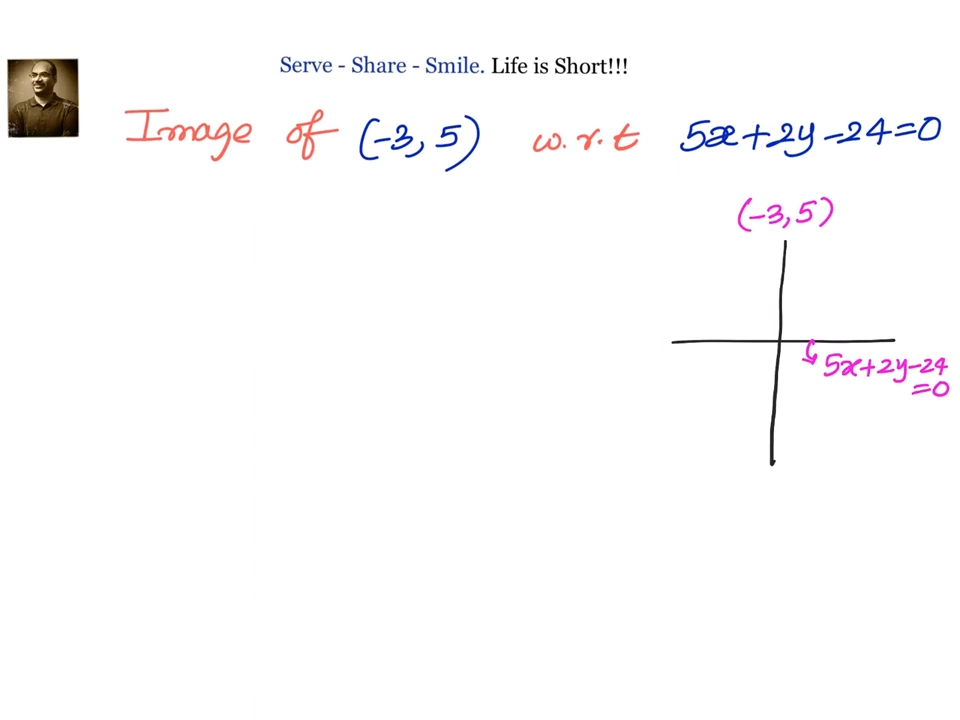 Serve - Share - Smile. Life is Short!!!
Image of (-3, 5) w.r.t 5x+2y-24=0
(-3,5)
5x+2y-24
=0